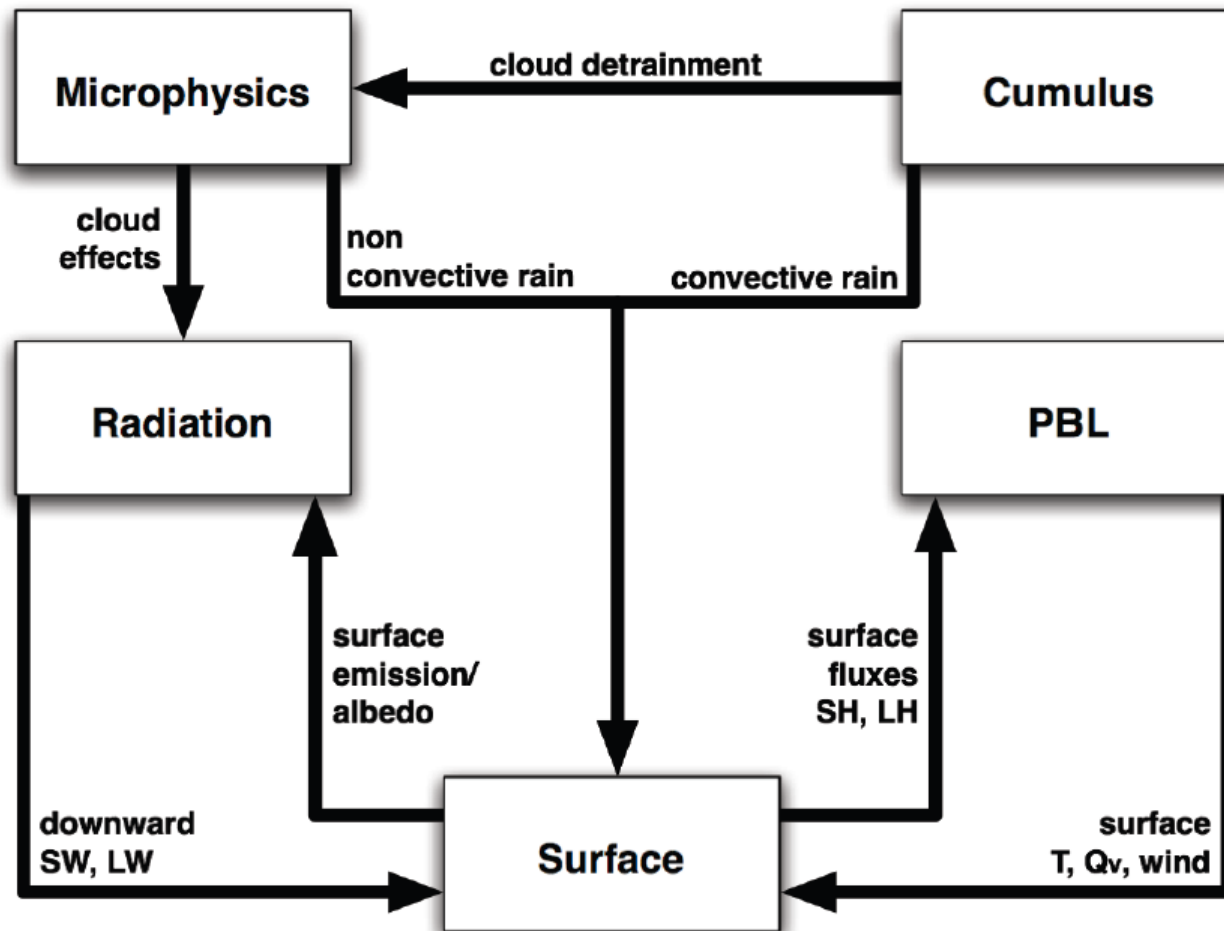 Microphysics
cloud detrainment
Cumulus
cloud
effects
non
convective rain
convective rain
Radiation
PBL
surface
emission/
albedo
surface
fluxes
SH, LH
downward
SW, LW
Surface
surface
T, Qv, wind